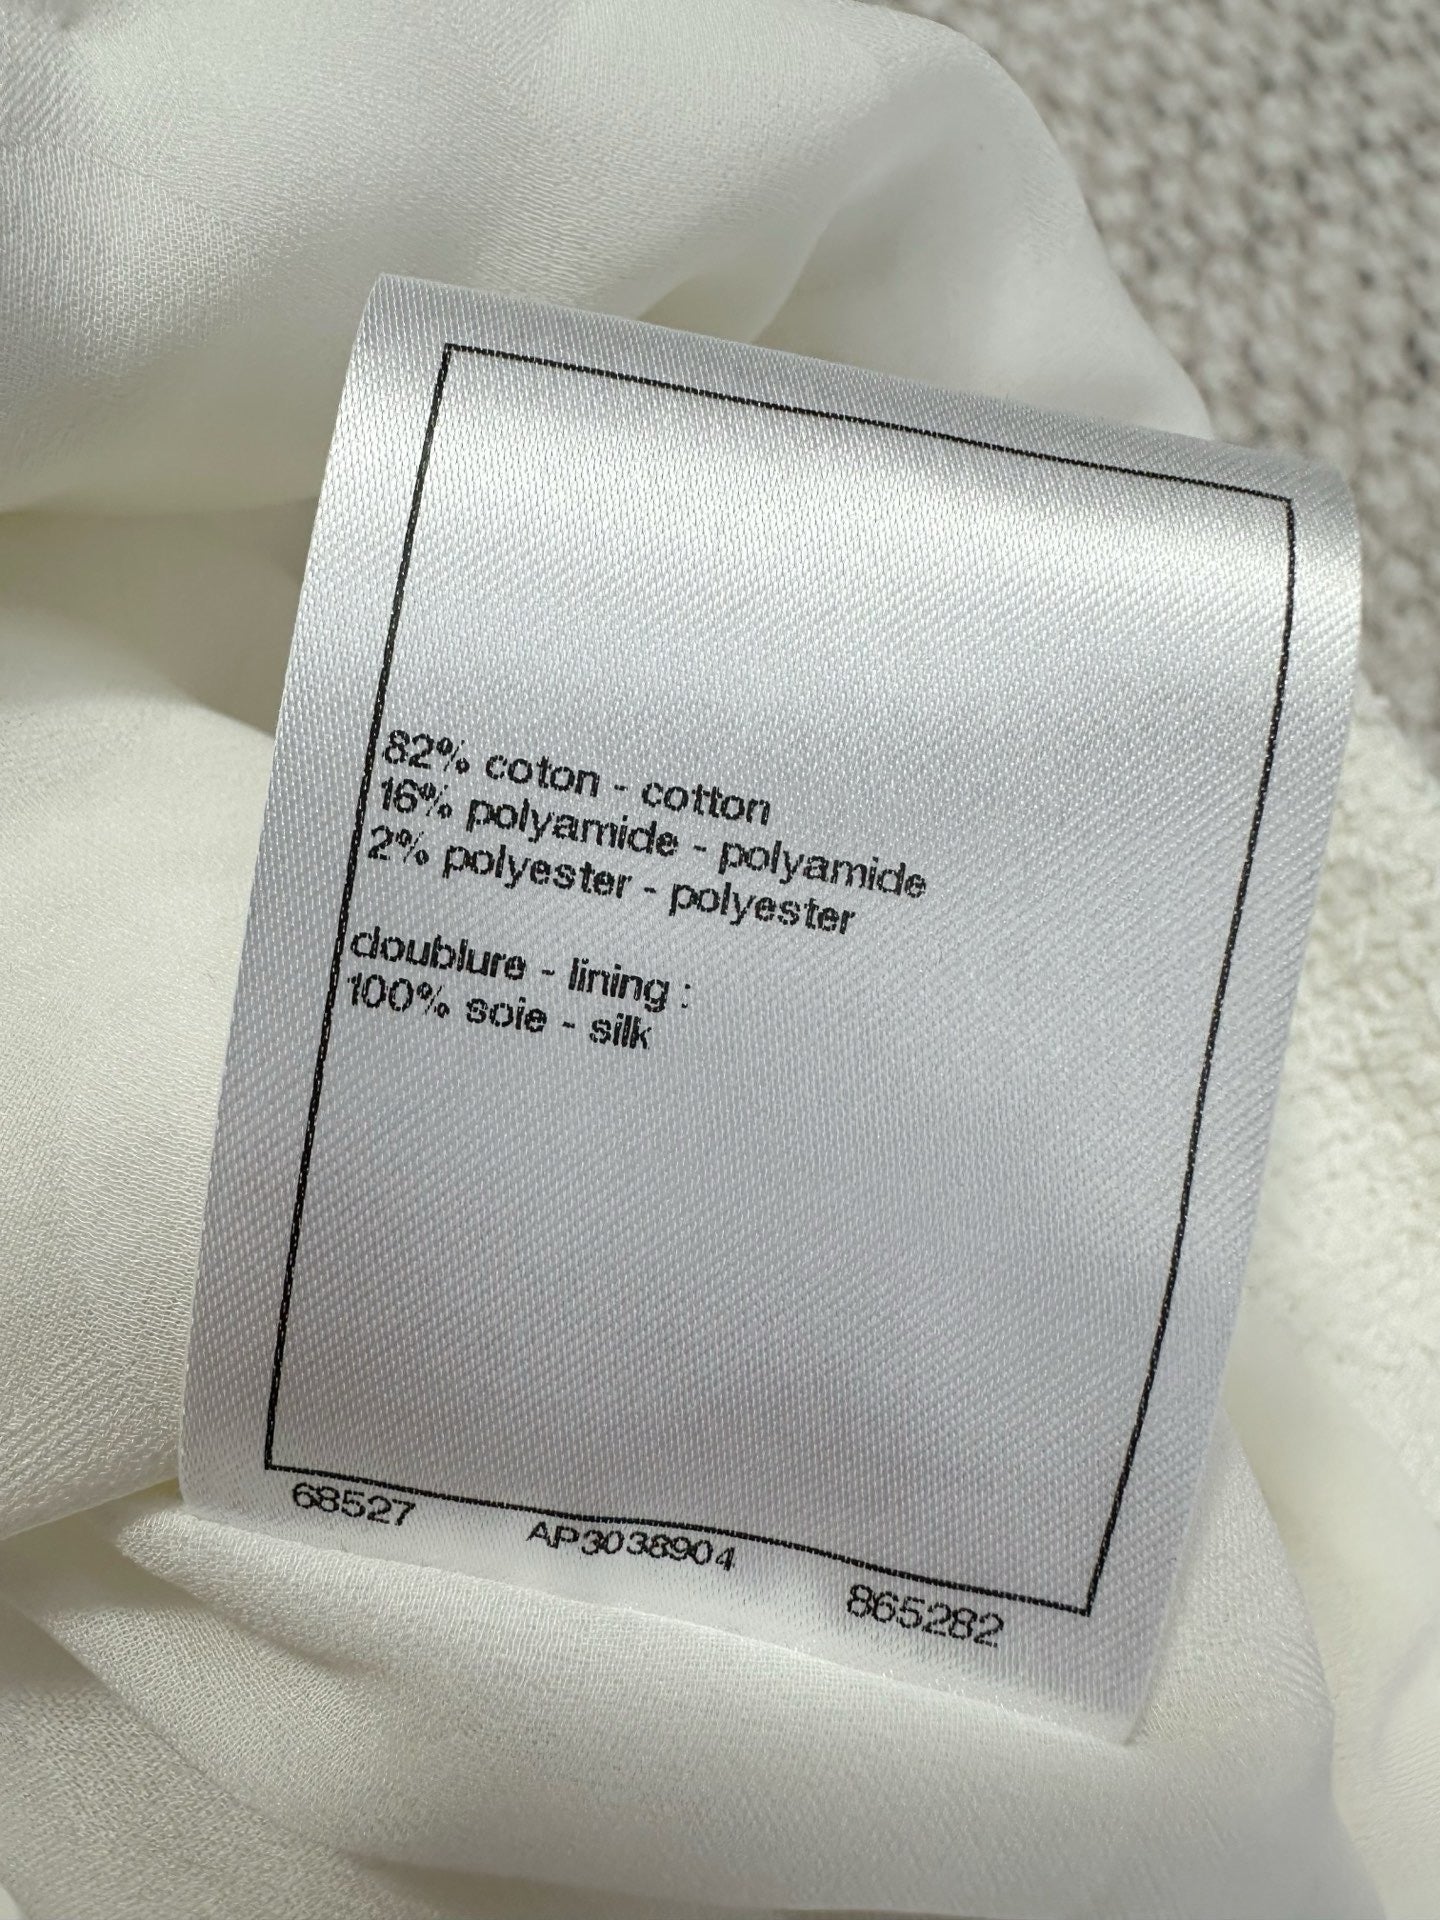 82% coton - cotton
16% polyamide - polyamide
2% polyester - polyester
doublure - lining :
100% soie - silk
68527 AP3038904 865282